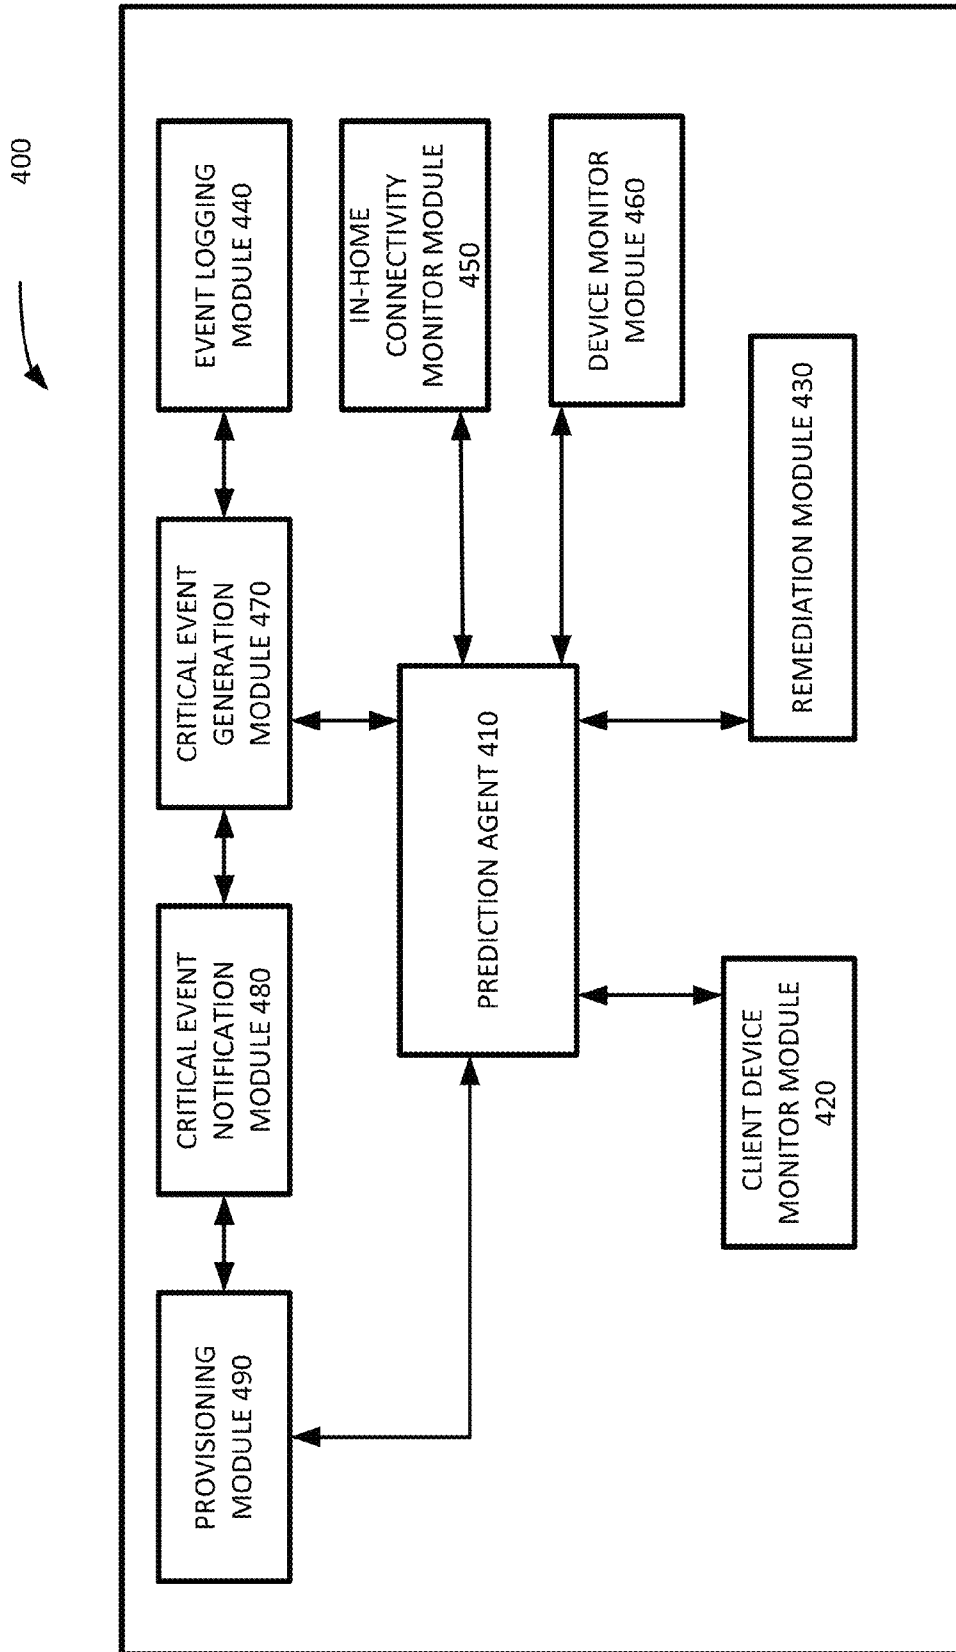 400
PROVISIONING
MODULE 490
CRITICAL EVENT
NOTIFICATION
MODULE 480
CRITICAL EVENT
GENERATION
MODULE 470
EVENT LOGGING
MODULE 440
IN-HOME
CONNECTIVITY
MONITOR MODULE
450
PREDICTION AGENT 410
DEVICE MONITOR
MODULE 460
CLIENT DEVICE
MONITOR MODULE
420
REMEDIATION MODULE 430